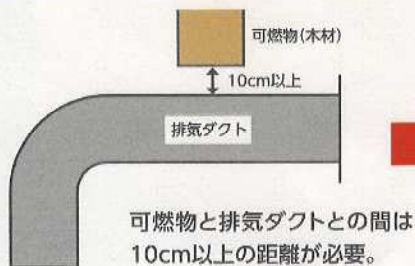 可燃物(木材)
10cm以上
排気ダクト
可燃物と排気ダクトとの間は
10cm以上の距離が必要。